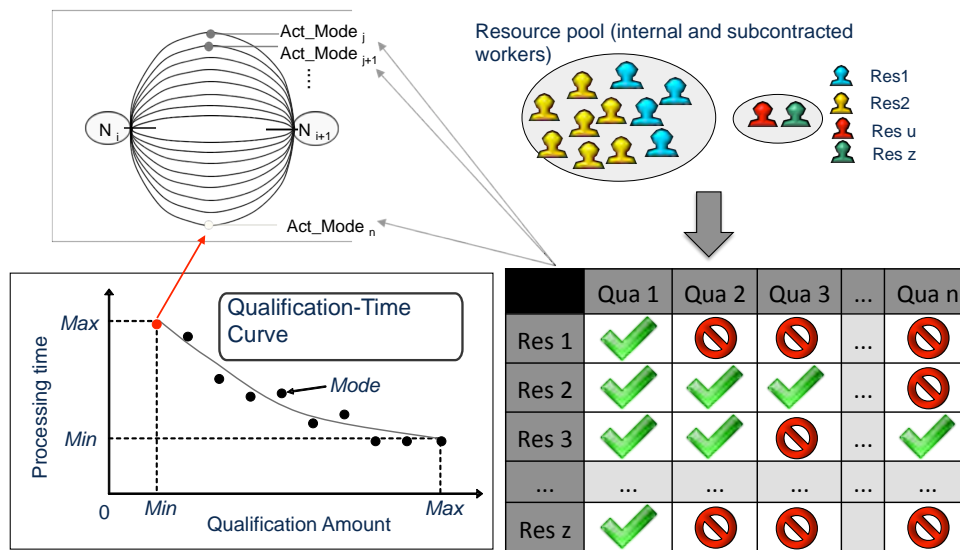 Act_Mode j
Act_Mode j+1
⋮
N i
N i+1
Act_Mode n
Resource pool (internal and subcontracted
workers)
Res1
Res2
Res u
Res z
Qualification-Time
Curve
Max
Mode
Min
Processing time
0
Min
Max
Qualification Amount
Qua 1 Qua 2 Qua 3 ... Qua n
Res 1 ...
Res 2 ...
Res 3 ...
... ... ... ... ... ...
Res z ...